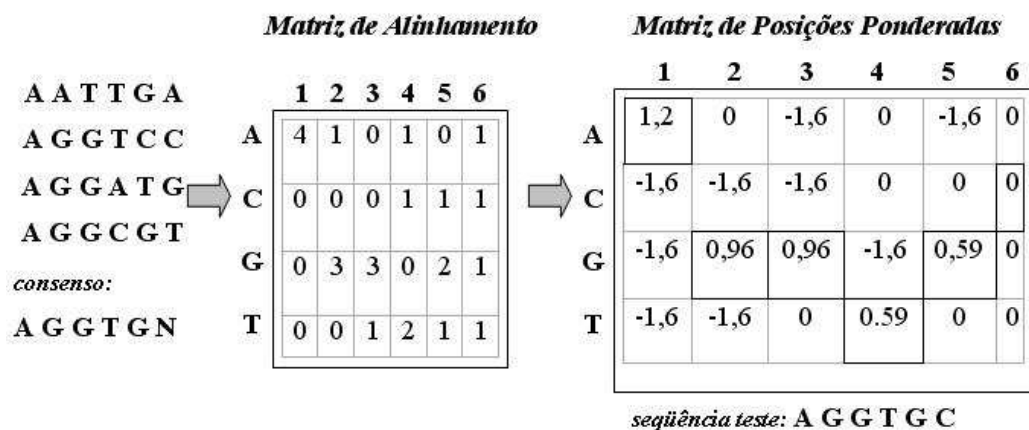 Matriz de Alinhamento
Matriz de Posições Ponderadas
A A T T G A
A G G T C C
A G G A T G
A G G C G T
consenso:
A G G T G N
1 2 3 4 5 6
A 4 1 0 1 0 1
C 0 0 0 1 1 1
G 0 3 3 0 2 1
T 0 0 1 2 1 1
1 2 3 4 5 6
A 1,2 0 -1,6 0 -1,6 0
C -1,6 -1,6 -1,6 0 0 0
G -1,6 0,96 0,96 -1,6 0,59 0
T -1,6 -1,6 0 0.59 0 0
seqüência teste: A G G T G C